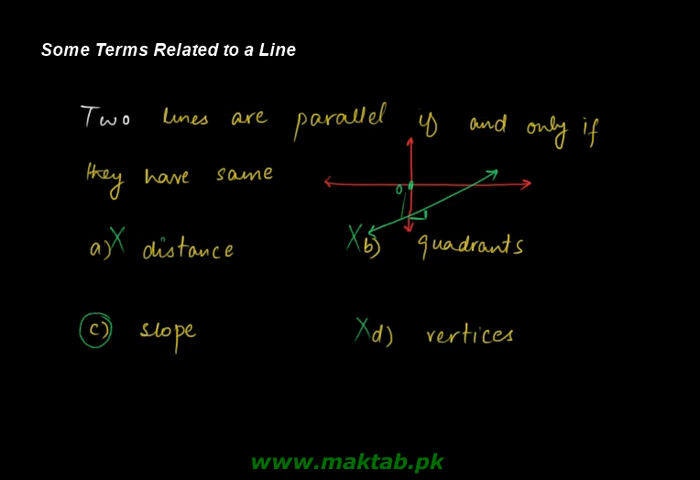 Some Terms Related to a Line
Two lines are parallel if and only if
they have same
0
a) X distance
X b) quadrants
c) slope
X d) vertices
www.maktab.pk